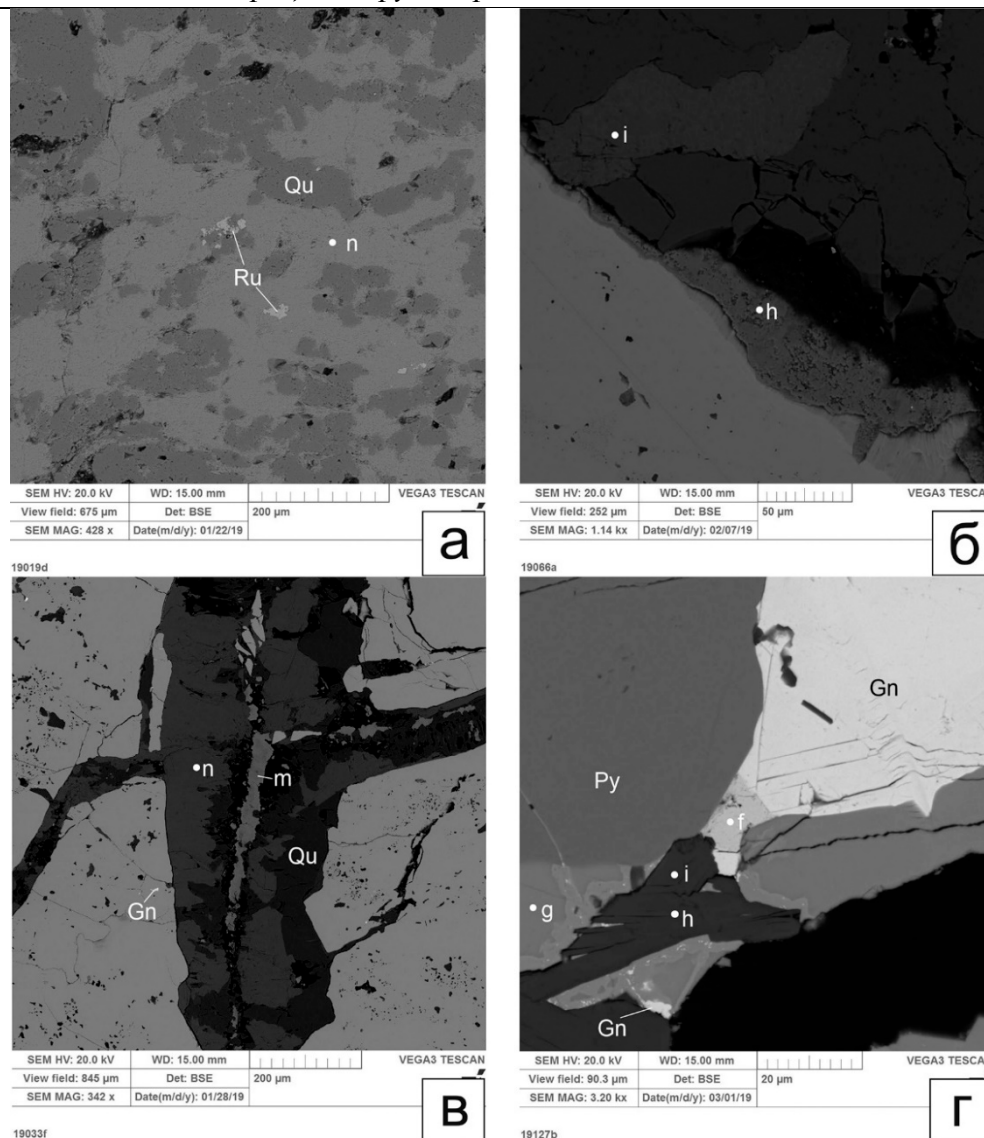 Qu
n
Ru
SEM HV: 20.0 kV WD: 15.00 mm VEGA3 TESCAN
View field: 675 µm Det: BSE 200 µm
SEM MAG: 428 x Date(m/d/y): 01/22/19
а
19019d
i
h
SEM HV: 20.0 kV WD: 15.00 mm VEGA3 TESCA
View field: 252 µm Det: BSE 50 µm
SEM MAG: 1.14 kx Date(m/d/y): 02/07/19
б
19066a
n
m
Qu
Gn
SEM HV: 20.0 kV WD: 15.00 mm VEGA3 TESCAN
View field: 845 µm Det: BSE 200 µm
SEM MAG: 342 x Date(m/d/y): 01/28/19
в
19033f
Gn
Py
f
i
g
h
Gn
SEM HV: 20.0 kV WD: 15.00 mm VEGA3 TESCA
View field: 90.3 µm Det: BSE 20 µm
SEM MAG: 3.20 kx Date(m/d/y): 03/01/19
г
19127b